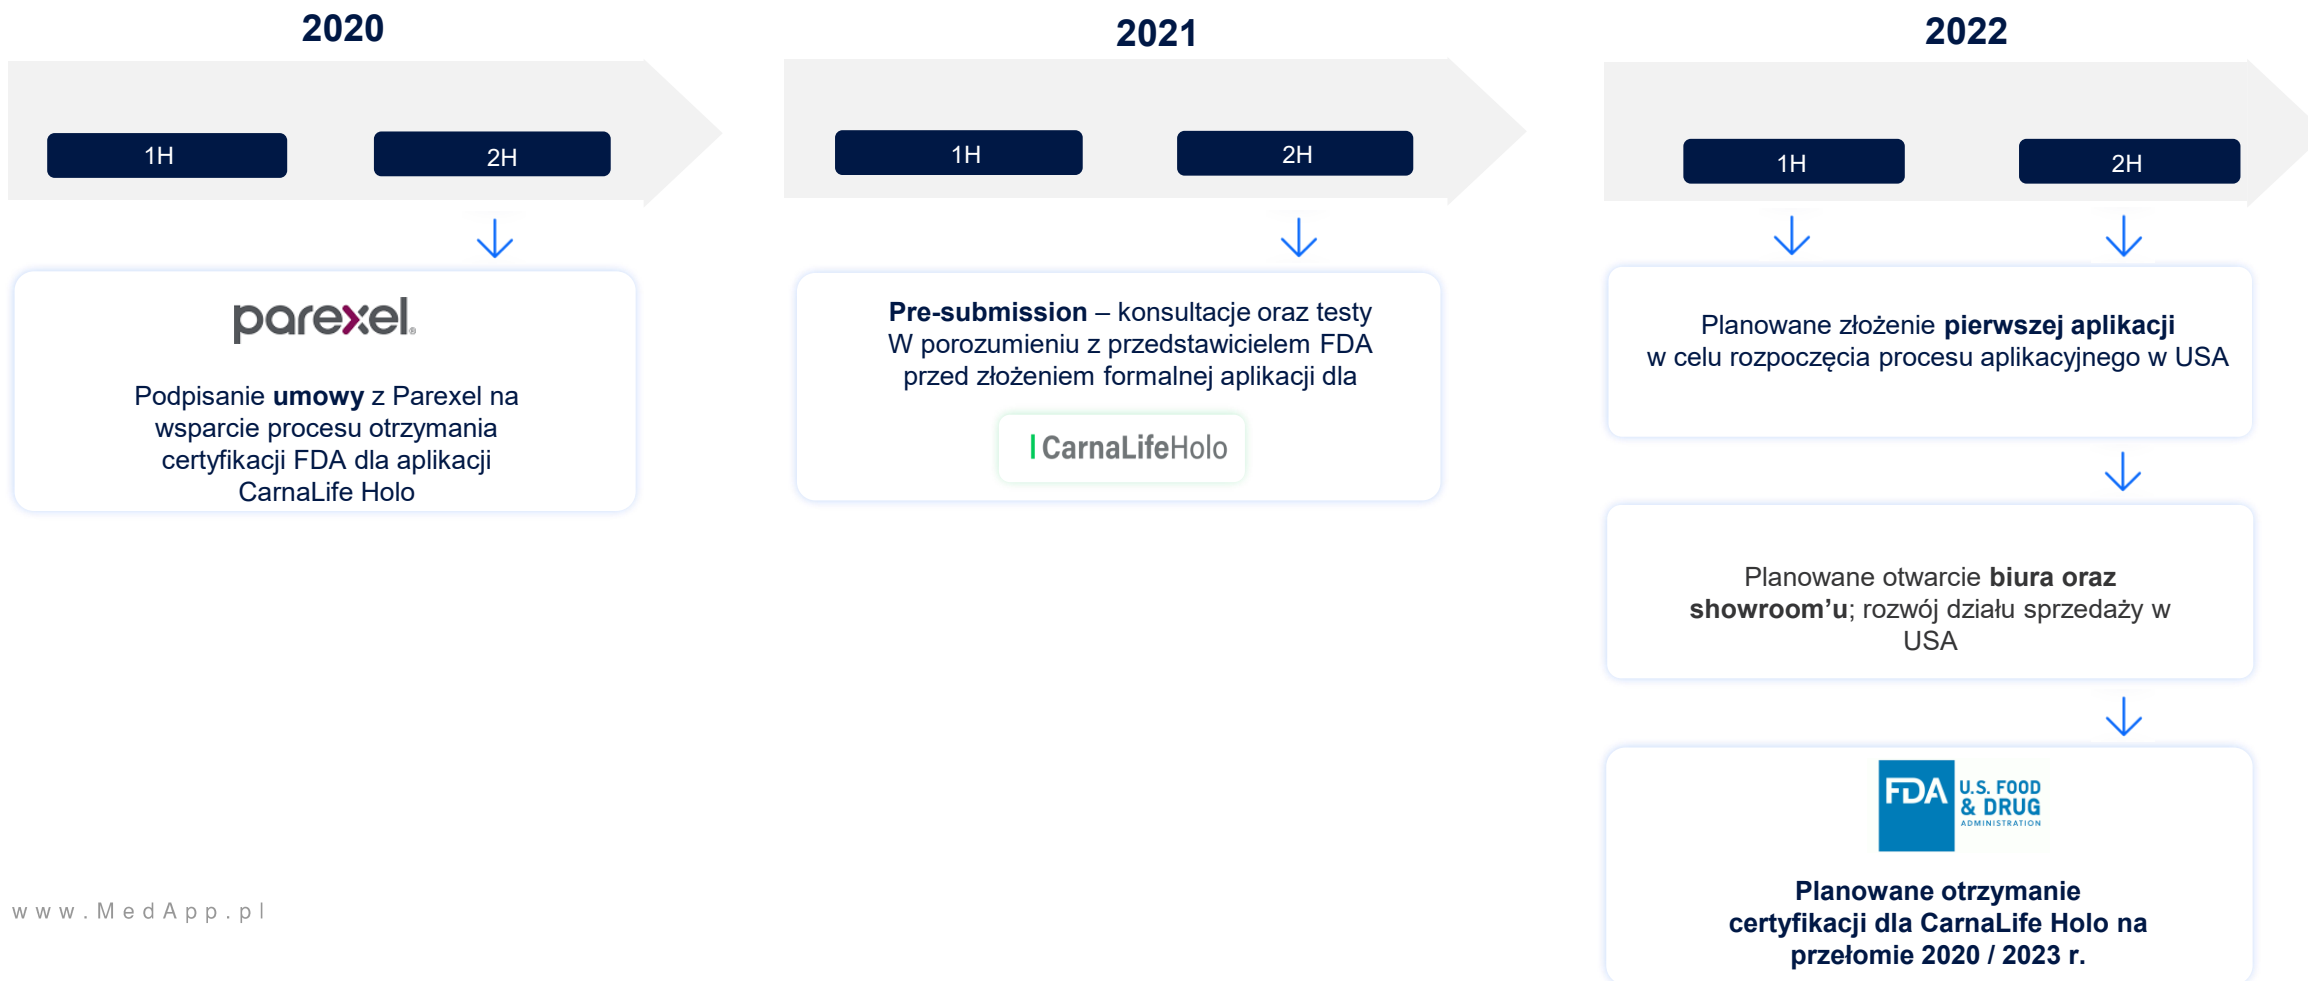 2020
1H
2H
parexel®
Podpisanie umowy z Parexel na
wsparcie procesu otrzymania
certyfikacji FDA dla aplikacji
CarnaLife Holo
2021
1H
2H
Pre-submission – konsultacje oraz testy
W porozumieniu z przedstawicielem FDA
przed złożeniem formalnej aplikacji dla
CarnaLifeHolo
2022
1H
2H
Planowane złożenie pierwszej aplikacji
w celu rozpoczęcia procesu aplikacyjnego w USA
Planowane otwarcie biura oraz
showroom’u; rozwój działu sprzedaży w
USA
FDA
U.S. FOOD
& DRUG
ADMINISTRATION
Planowane otrzymanie
certyfikacji dla CarnaLife Holo na
przełomie 2020 / 2023 r.
www.MedApp.pl